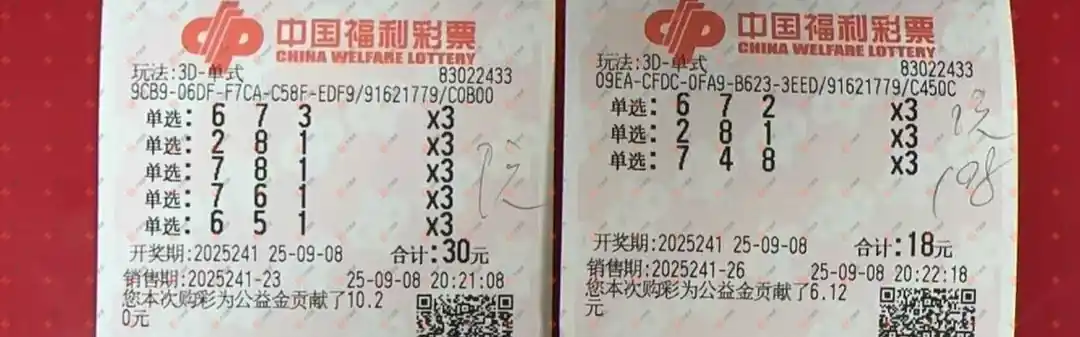 中国福利彩票
CHINA WELFARE LOTTERY
玩法:3D-单式 83022433
9CB9-06DF-F7CA-C58F-EDF9/91621779/C0B00
单选: 6 7 3 x3
单选: 2 8 1 x3
单选: 7 8 1 x3
单选: 7 6 1 x3
单选: 6 5 1 x3
开奖期:2025241 25-09-08 合计:30元
销售期:2025241-23 25-09-08 20:21:08
您本次购彩为公益金贡献了10.2
0元
中国福利彩票
CHINA WELFARE LOTTERY
玩法:3D-单式 83022433
09EA-CFDC-0FA9-B623-3EED/91621779/C450C
单选: 6 7 2 x3
单选: 2 8 1 x3
单选: 7 4 8 x3
198
开奖期:2025241 25-09-08 合计:18元
销售期:2025241-26 25-09-08 20:22:18
您本次购彩为公益金贡献了6.12
元